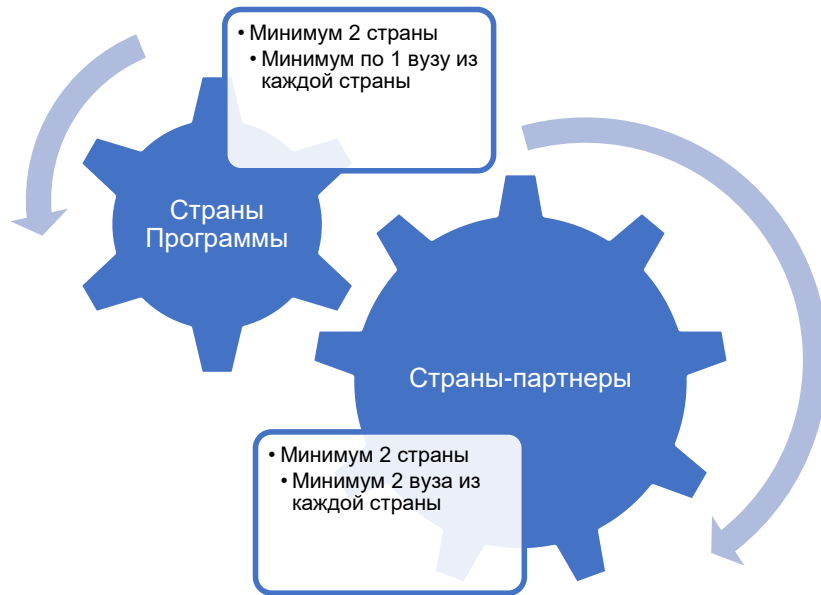 • Минимум 2 страны
• Минимум по 1 вузу из
каждой страны
Страны
Программы
Страны-партнеры
• Минимум 2 страны
• Минимум 2 вуза из
каждой страны